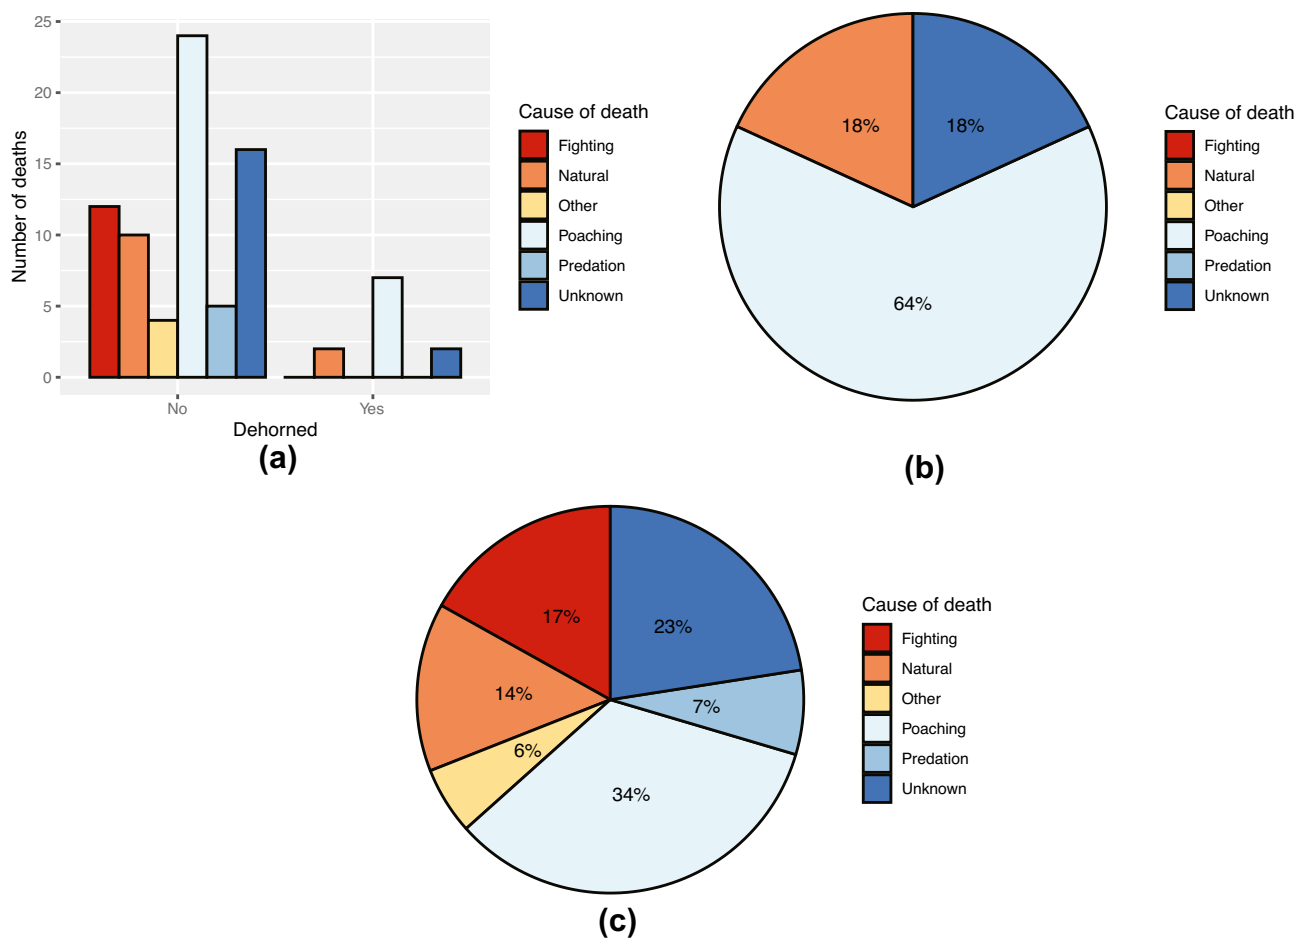 25
20
15
10
5
0
Number of deaths
No Yes
Dehorned
(a)
Cause of death
Fighting
Natural
Other
Poaching
Predation
Unknown
18% 18%
64%
(b)
Cause of death
Fighting
Natural
Other
Poaching
Predation
Unknown
17% 23%
14% 7%
6%
34%
(c)
Cause of death
Fighting
Natural
Other
Poaching
Predation
Unknown